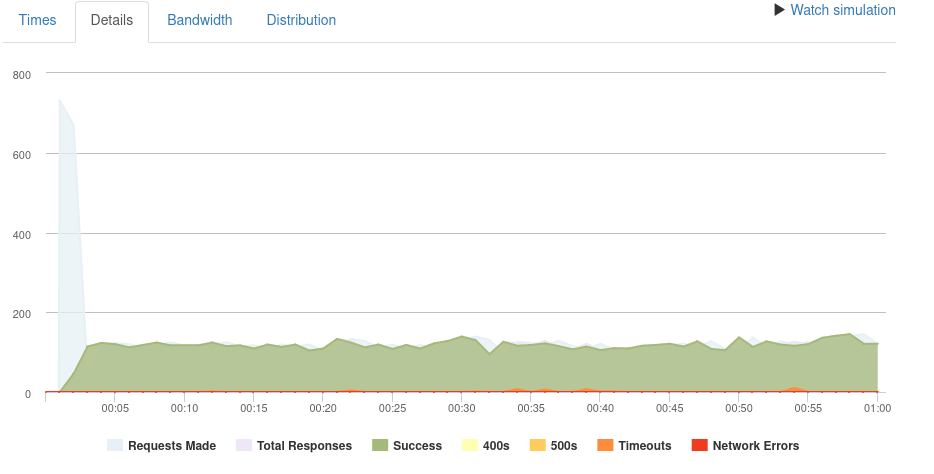 Times Details Bandwidth Distribution Watch simulation
800
600
400
200
0
00:05 00:10 00:15 00:20 00:25 00:30 00:35 00:40 00:45 00:50 00:55 01:00
Requests Made Total Responses Success 400s 500s Timeouts Network Errors